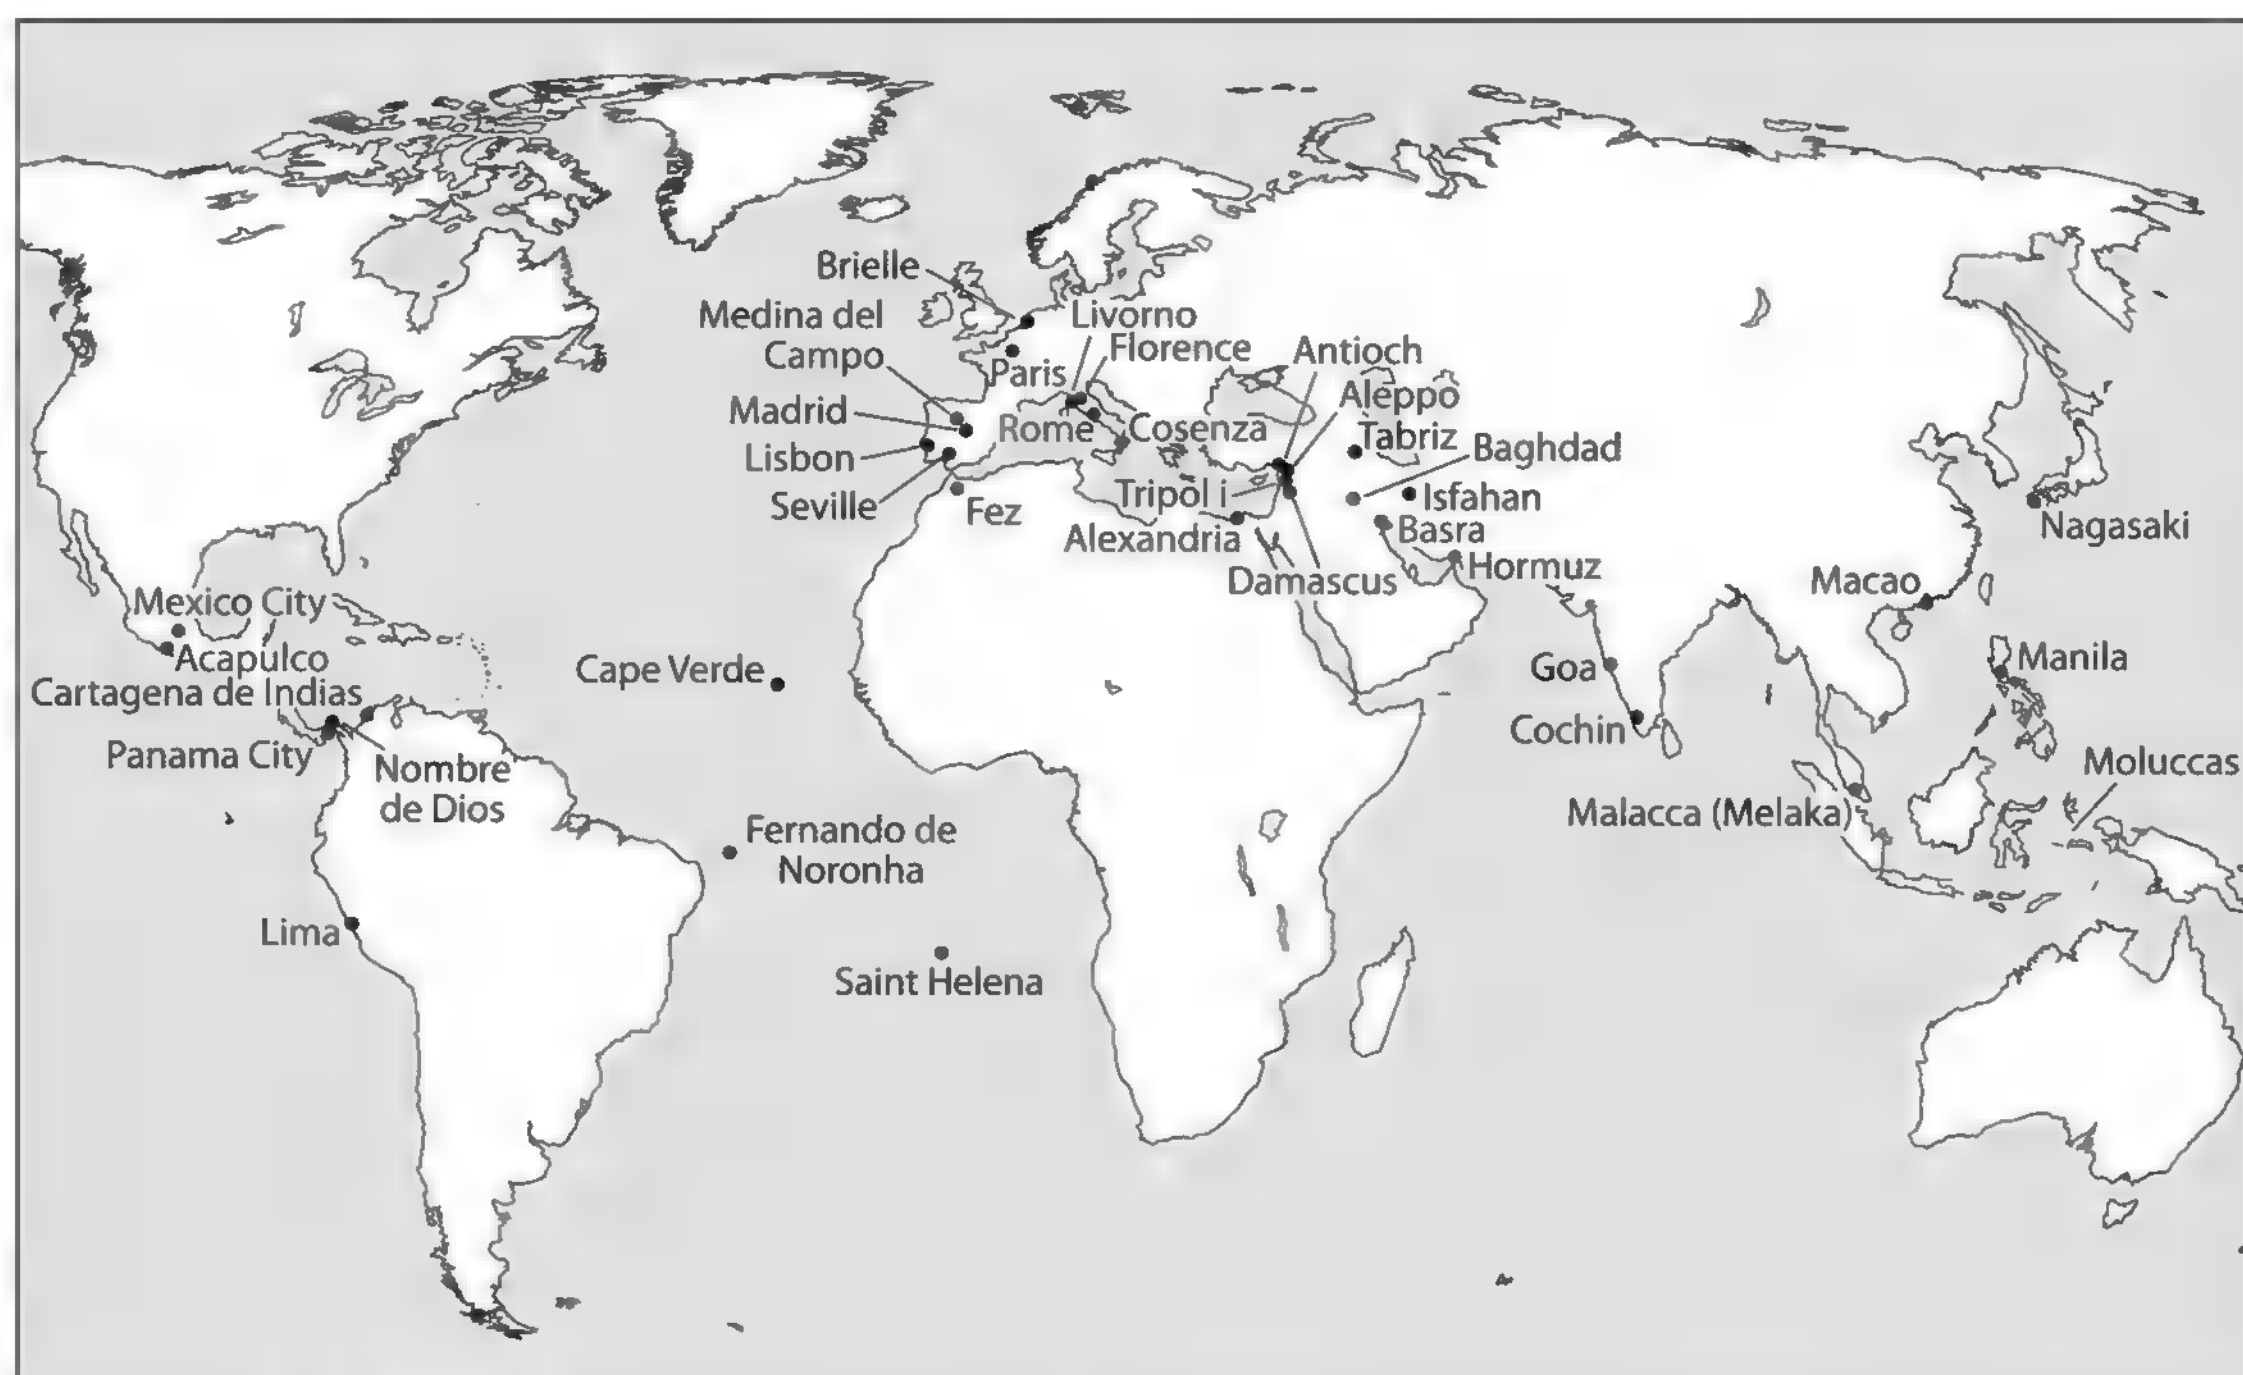 Brielle
Medina del
Campo
Livorno
Florence
Antioch
Paris
Aleppo
Madrid
Rome
Cosenza
Tabriz
Baghdad
Lisbon
Seville
Tripol i
Isfahan
Fez
Alexandria
Basra
Nagasaki
Hormuz
Damascus
Macao
Mexico City
Acapulco
Cape Verde
Goa
Manila
Cartagena de Indias
Cochin
Panama City
Nombre
de Dios
Moluccas
Malacca (Melaka)
Fernando de
Noronha
Lima
Saint Helena